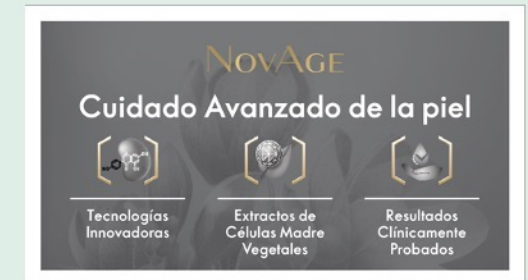 NOVAGE
Cuidado Avanzado de la piel
Tecnologías
Innovadoras
Extractos de
Células Madre
Vegetales
Resultados
Clínicamente
Probados